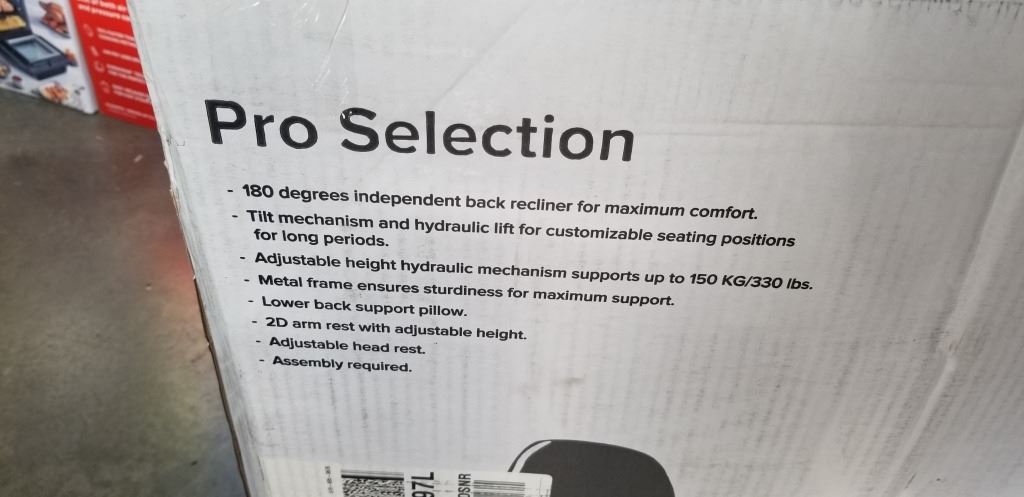 Pro Selection
- 180 degrees independent back recliner for maximum comfort.
- Tilt mechanism and hydraulic lift for customizable seating positions
for long periods.
- Adjustable height hydraulic mechanism supports up to 150 KG/330 lbs.
- Metal frame ensures sturdiness for maximum support.
- Lower back support pillow.
- 2D arm rest with adjustable height.
- Adjustable head rest.
- Assembly required.
97L